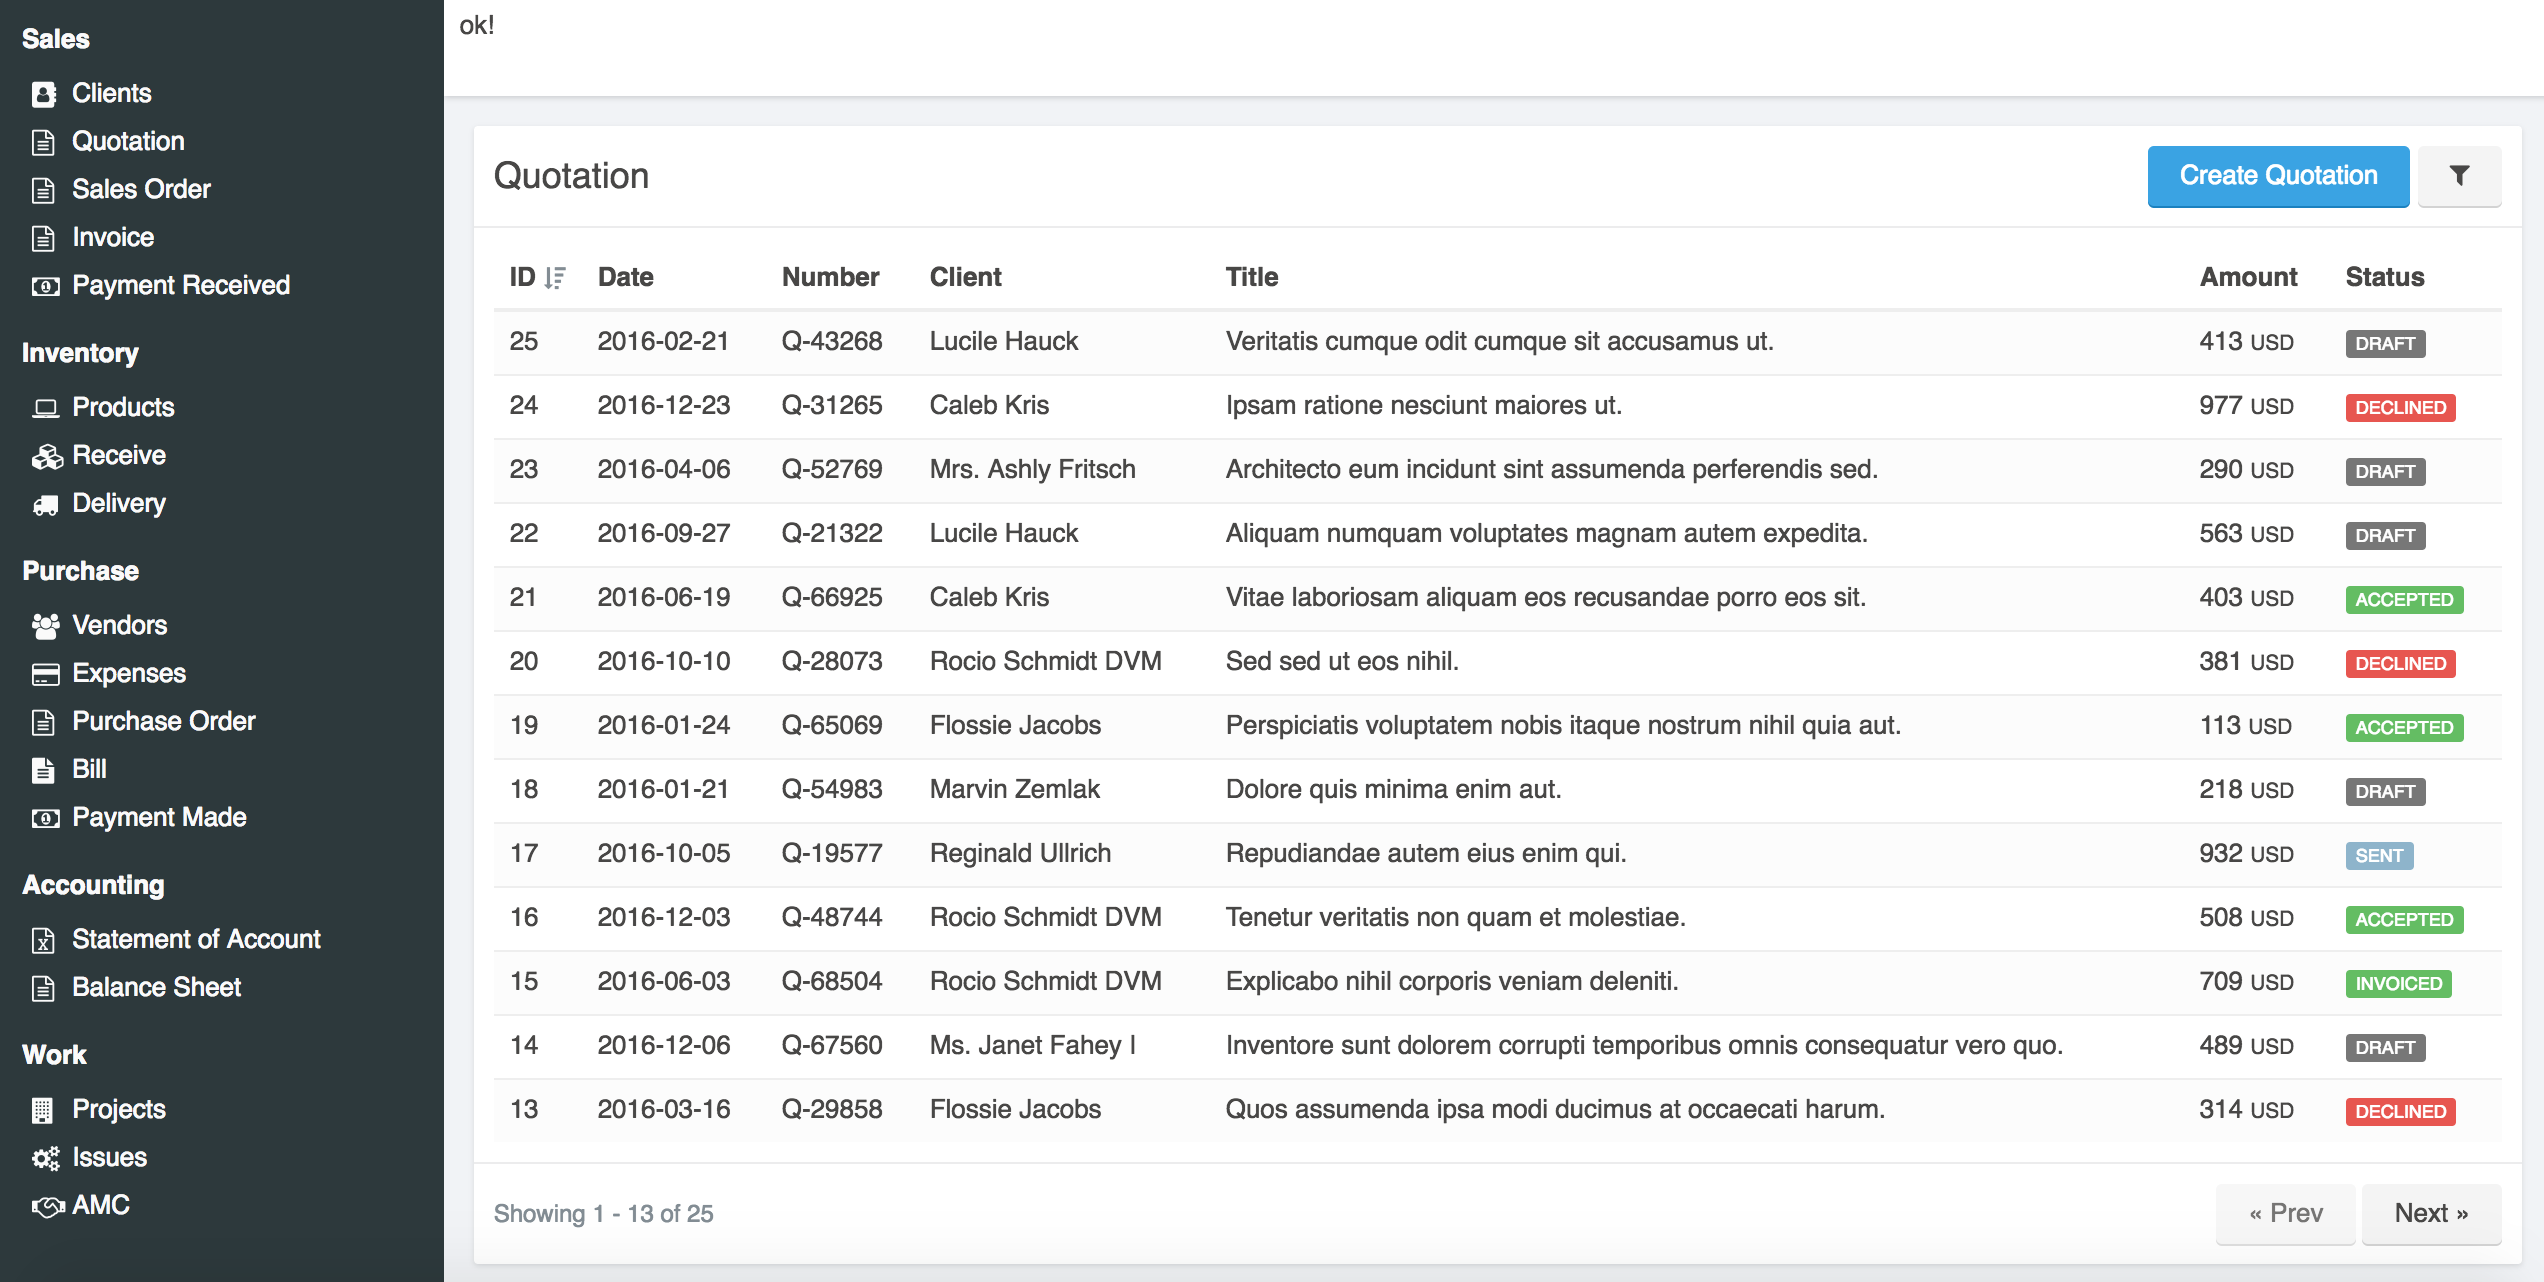 Sales
Clients
Quotation
Sales Order
Invoice
Payment Received
Inventory
Products
Receive
Delivery
Purchase
Vendors
Expenses
Purchase Order
Bill
Payment Made
Accounting
Statement of Account
Balance Sheet
Work
Projects
Issues
AMC
ok!
Quotation
Create Quotation
ID Date Number Client Title Amount Status
25 2016-02-21 Q-43268 Lucile Hauck Veritatis cumque odit cumque sit accusamus ut. 413 USD DRAFT
24 2016-12-23 Q-31265 Caleb Kris Ipsam ratione nesciunt maiores ut. 977 USD DECLINED
23 2016-04-06 Q-52769 Mrs. Ashly Fritsch Architecto eum incidunt sint assumenda perferendis sed. 290 USD DRAFT
22 2016-09-27 Q-21322 Lucile Hauck Aliquam numquam voluptates magnam autem expedita. 563 USD DRAFT
21 2016-06-19 Q-66925 Caleb Kris Vitae laboriosam aliquam eos recusandae porro eos sit. 403 USD ACCEPTED
20 2016-10-10 Q-28073 Rocio Schmidt DVM Sed sed ut eos nihil. 381 USD DECLINED
19 2016-01-24 Q-65069 Flossie Jacobs Perspiciatis voluptatem nobis itaque nostrum nihil quia aut. 113 USD ACCEPTED
18 2016-01-21 Q-54983 Marvin Zemlak Dolore quis minima enim aut. 218 USD DRAFT
17 2016-10-05 Q-19577 Reginald Ullrich Repudiandae autem eius enim qui. 932 USD SENT
16 2016-12-03 Q-48744 Rocio Schmidt DVM Tenetur veritatis non quam et molestiae. 508 USD ACCEPTED
15 2016-06-03 Q-68504 Rocio Schmidt DVM Explicabo nihil corporis veniam deleniti. 709 USD INVOICED
14 2016-12-06 Q-67560 Ms. Janet Fahey I Inventore sunt dolorem corrupti temporibus omnis consequatur vero quo. 489 USD DRAFT
13 2016-03-16 Q-29858 Flossie Jacobs Quos assumenda ipsa modi ducimus at occaecati harum. 314 USD DECLINED
Showing 1 - 13 of 25
« Prev Next »